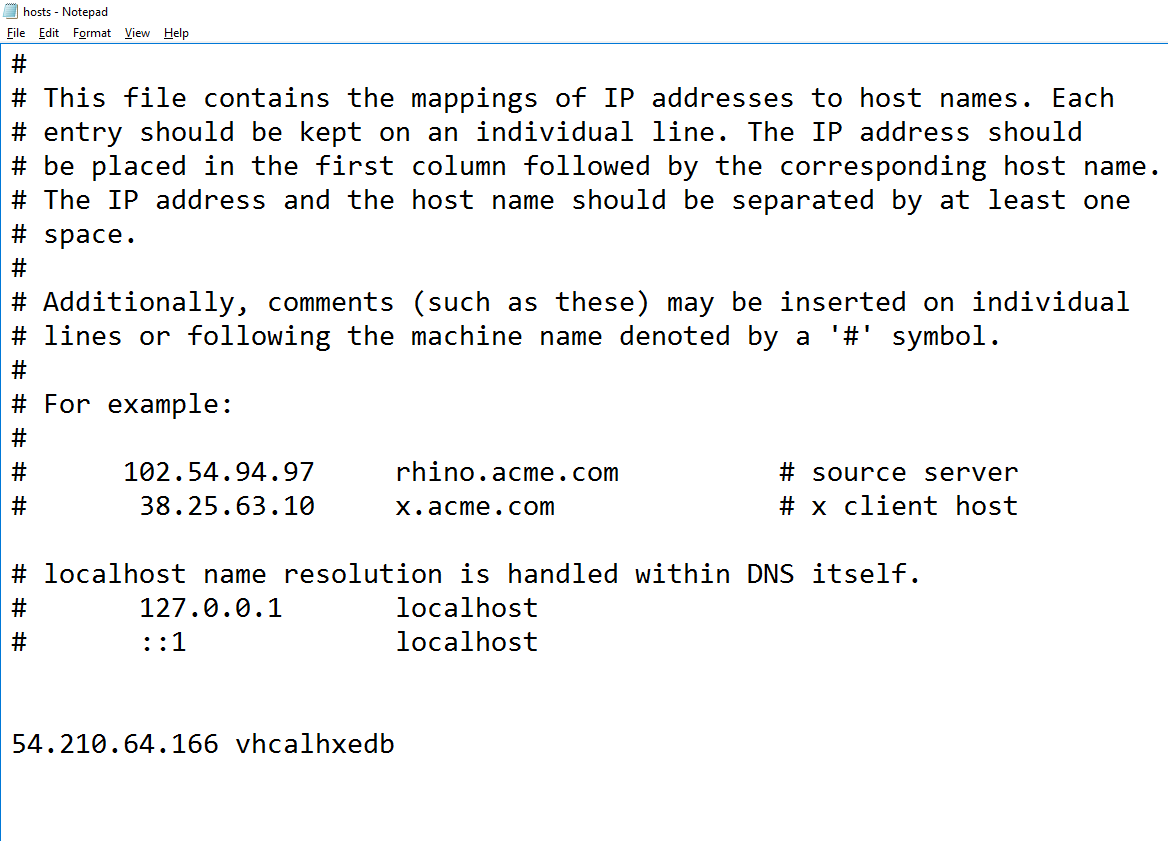 hosts - Notepad
File Edit Format View Help
#
# This file contains the mappings of IP addresses to host names. Each
# entry should be kept on an individual line. The IP address should
# be placed in the first column followed by the corresponding host name.
# The IP address and the host name should be separated by at least one
# space.
#
# Additionally, comments (such as these) may be inserted on individual
# lines or following the machine name denoted by a '#' symbol.
#
# For example:
#
#      102.54.94.97     rhino.acme.com          # source server
#       38.25.63.10     x.acme.com              # x client host

# localhost name resolution is handled within DNS itself.
#       127.0.0.1       localhost
#       ::1             localhost


54.210.64.166 vhcalhxedb